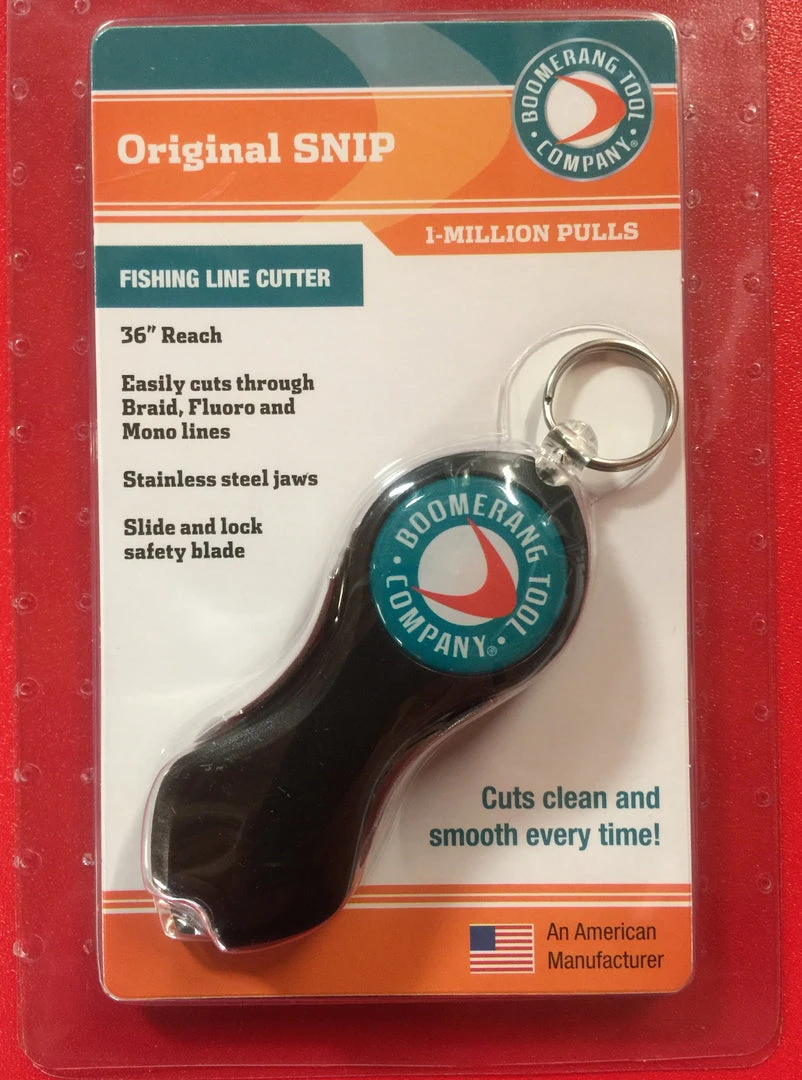 BOOMERANG TOOL
COMPANY®
Original SNIP
1-MILLION PULLS
FISHING LINE CUTTER
36" Reach
Easily cuts through
Braid, Fluoro and
Mono lines
Stainless steel jaws
Slide and lock
safety blade
BOOMERANG TOOL
COMPANY®
Cuts clean and
smooth every time!
An American
Manufacturer